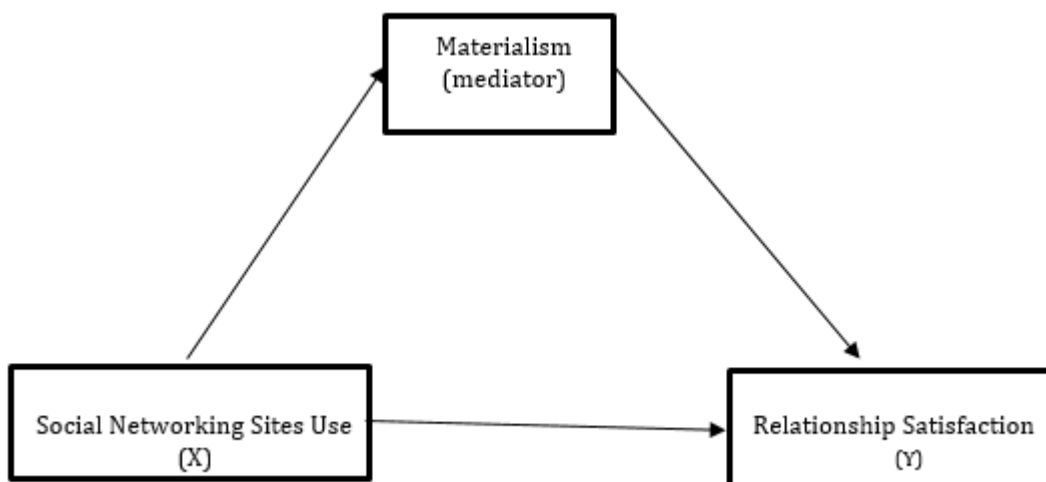 Materialism
(mediator)
Social Networking Sites Use
(X)
Relationship Satisfaction
(Y)